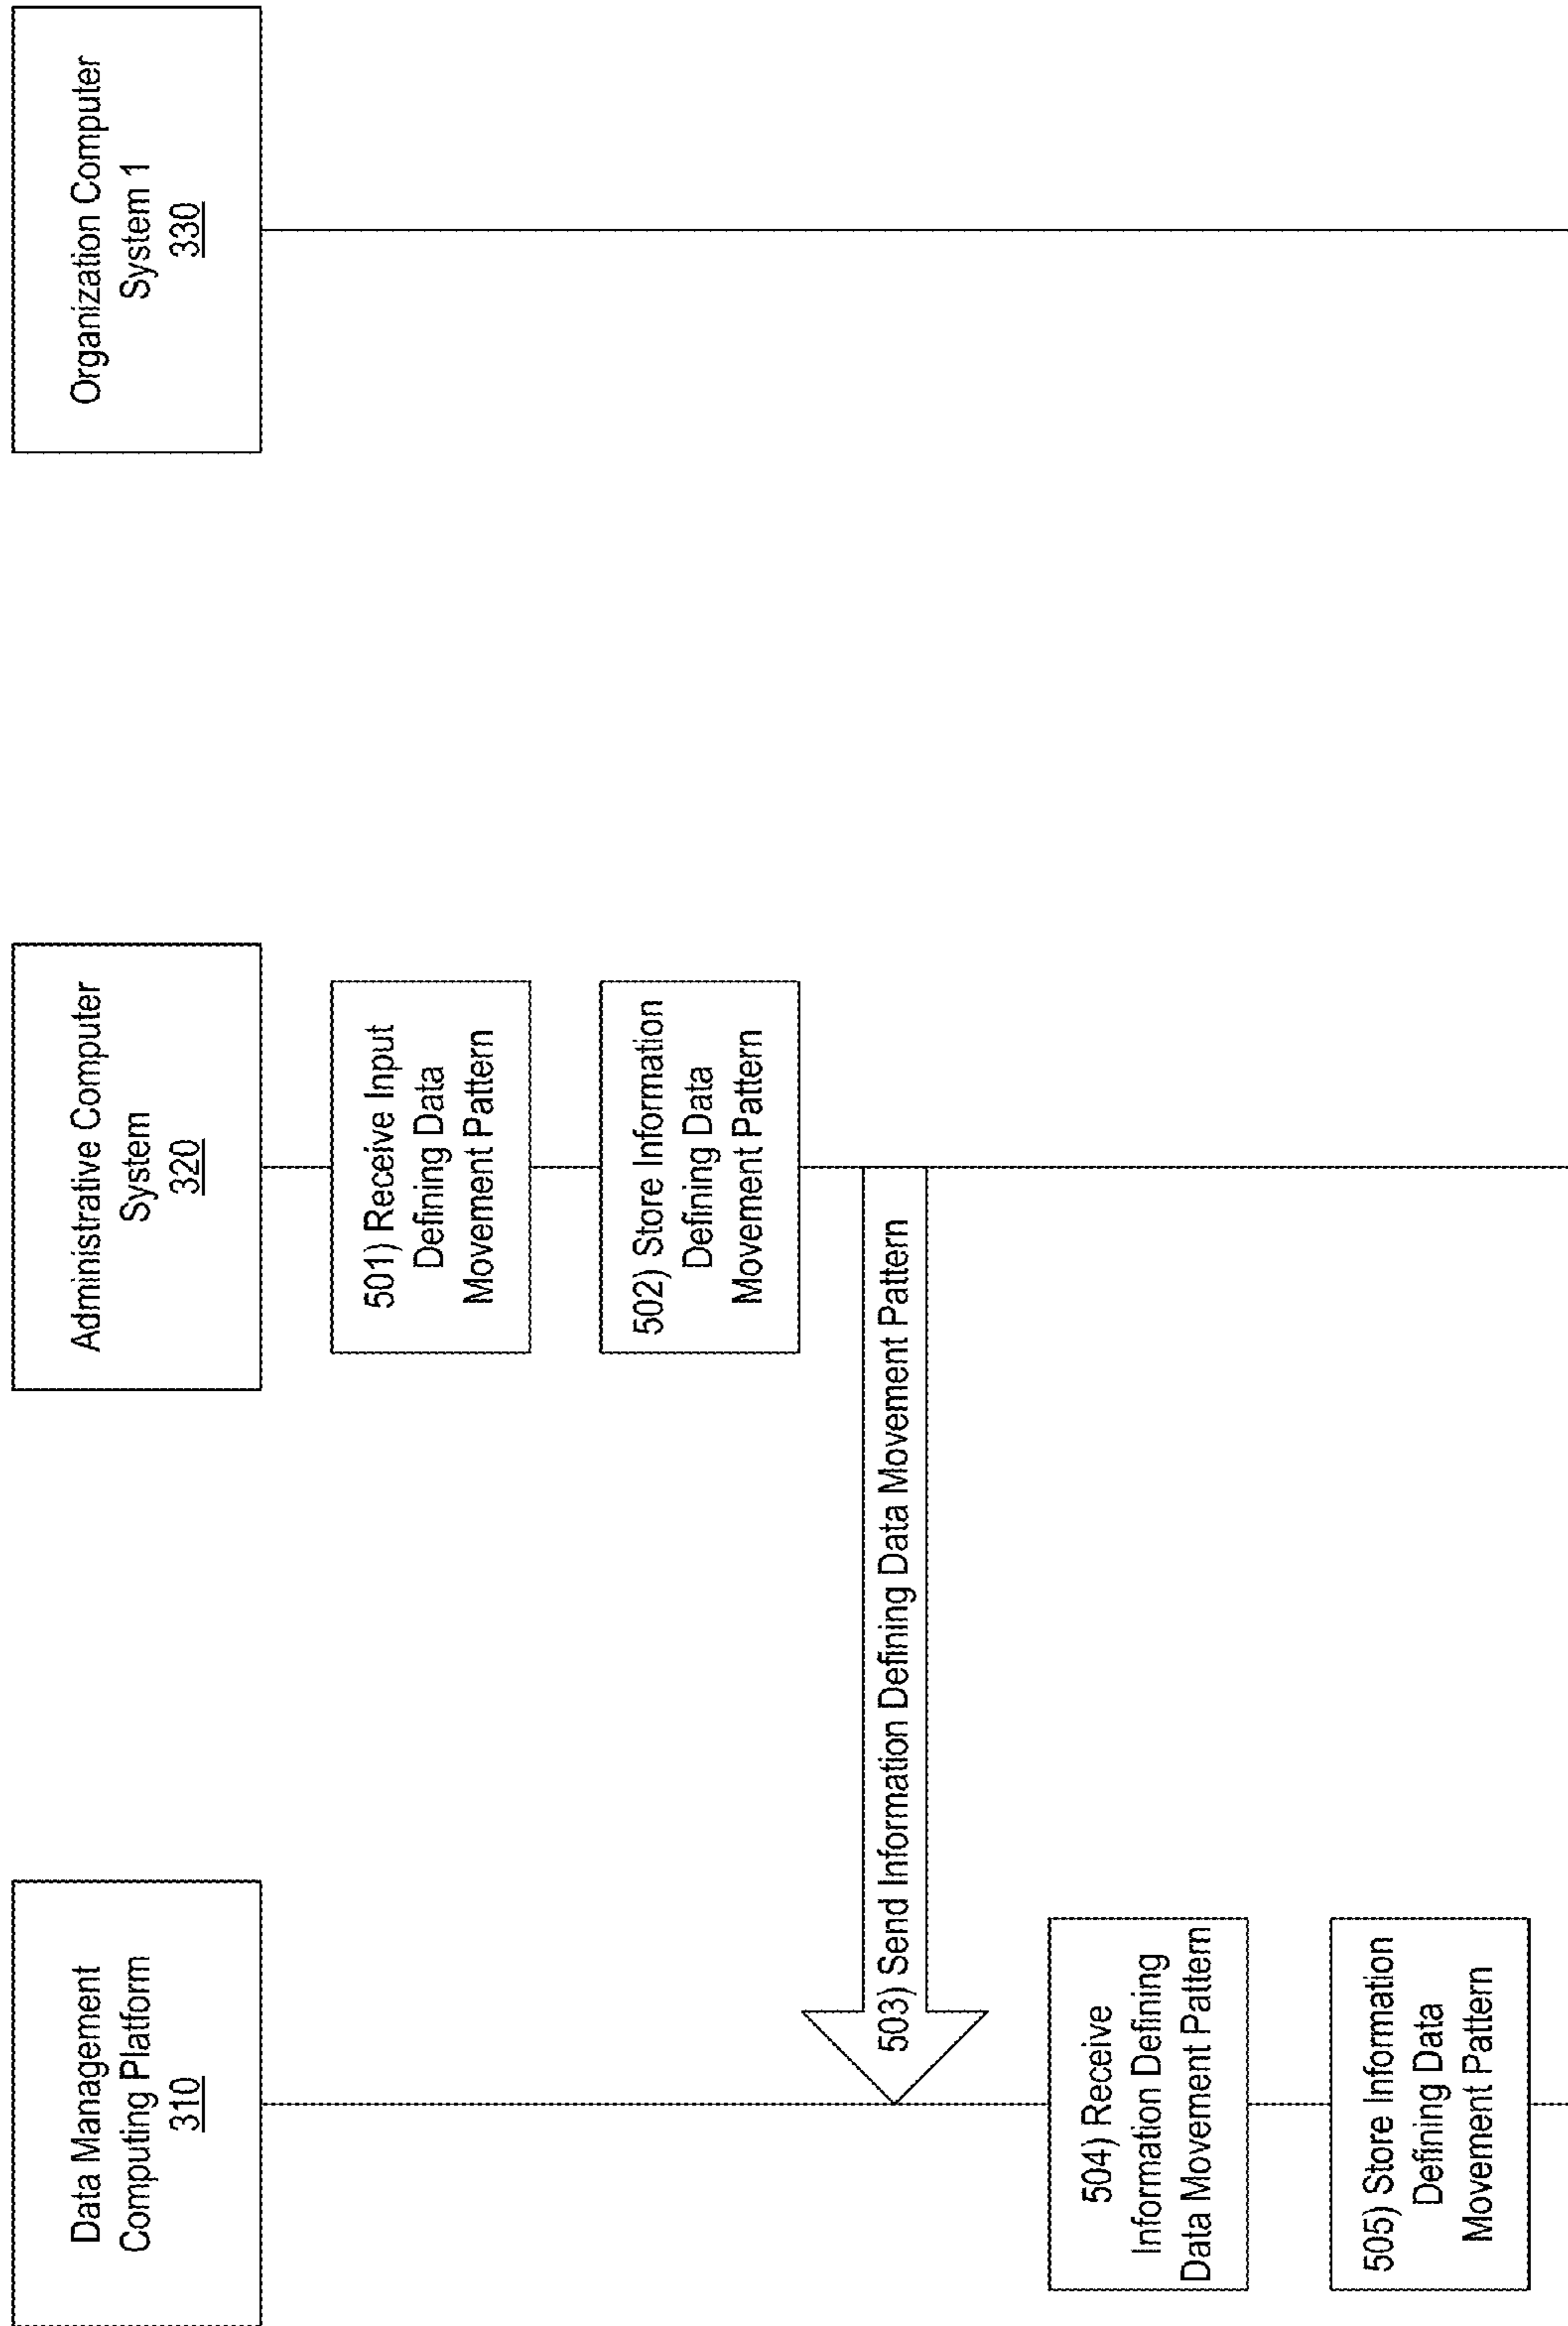 Data Management
Computing Platform
310
Administrative Computer
System
320
Organization Computer
System 1
330
501) Receive Input
Defining Data
Movement Pattern
502) Store Information
Defining Data
Movement Pattern
503) Send Information Defining Data Movement Pattern
504) Receive
Information Defining
Data Movement Pattern
505) Store Information
Defining Data
Movement Pattern